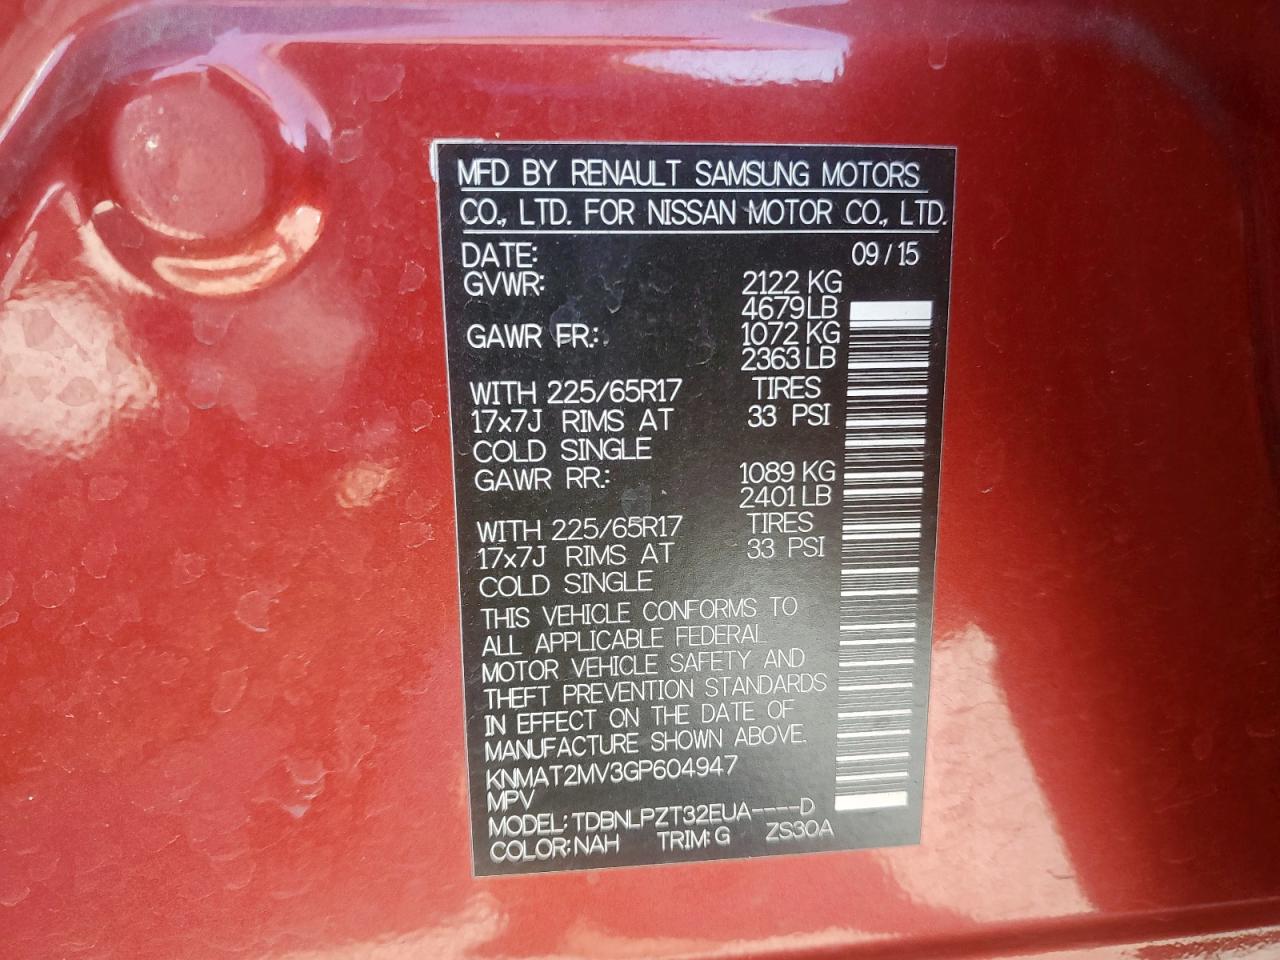 MFD BY RENAULT SAMSUNG MOTORS
CO., LTD. FOR NISSAN MOTOR CO., LTD.
DATE: 09 / 15
GVWR: 2122 KG
4679 LB
GAWR FR.: 1072 KG
2363 LB
WITH 225/65R17 TIRES
17x7J RIMS AT 33 PSI
COLD SINGLE
GAWR RR.: 1089 KG
2401 LB
WITH 225/65R17 TIRES
17x7J RIMS AT 33 PSI
COLD SINGLE
THIS VEHICLE CONFORMS TO
ALL APPLICABLE FEDERAL
MOTOR VEHICLE SAFETY AND
THEFT PREVENTION STANDARDS
IN EFFECT ON THE DATE OF
MANUFACTURE SHOWN ABOVE.
KNMAT2MV3GP604947
MPV
MODEL: TDBNLPZT32EUA----D
COLOR: NAH TRIM: G ZS30A